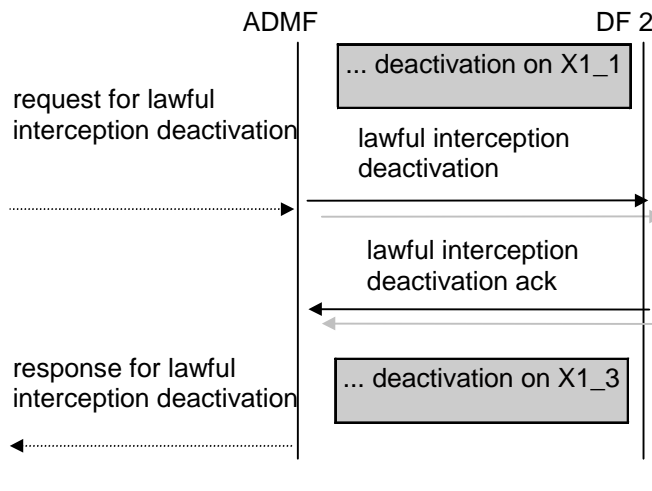 ADMF
DF 2
... deactivation on X1_1
request for lawful
interception deactivation
lawful interception
deactivation
lawful interception
deactivation ack
response for lawful
interception deactivation
... deactivation on X1_3